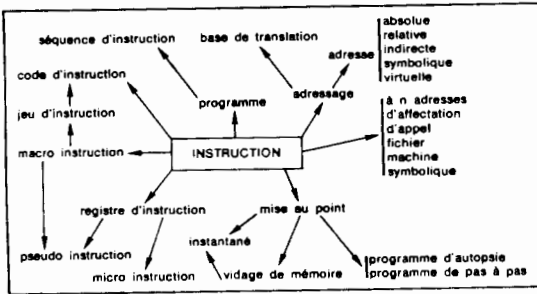 absolue
séquence d'instruction
base de translation
relative
adresse
indirecte
symbolique
virtuelle
code d'instruction
programme
adressage
jeu d'instruction
à n adresses
d'affectation
d'appel
fichier
machine
symbolique
macro instruction
INSTRUCTION
registre d'instruction
mise au point
instantané
pseudo instruction
micro instruction
vidage de mémoire
programme d'autopsie
programme de pas à pas